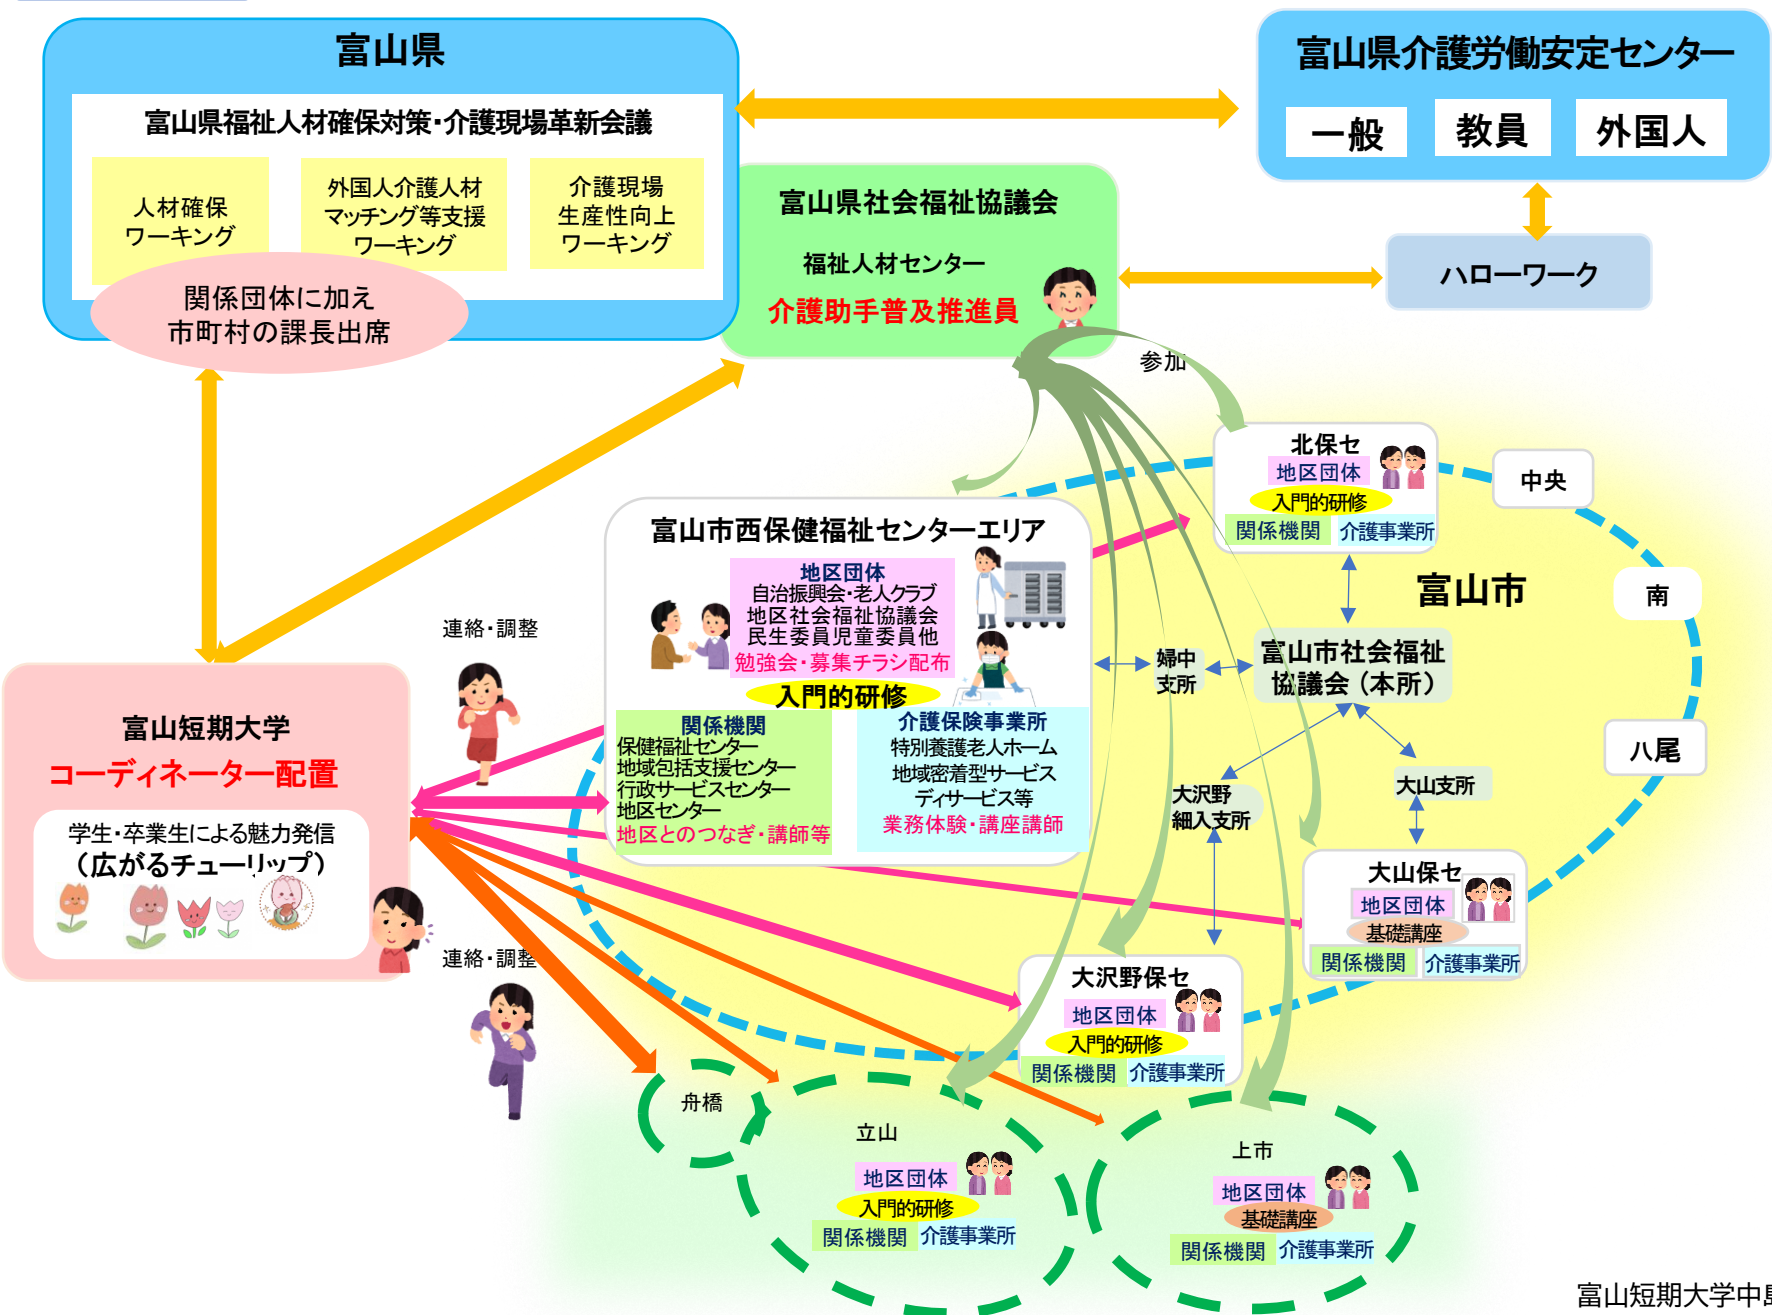 富山県
富山県福祉人材確保対策・介護現場革新会議
人材確保
ワーキング
外国人介護人材
マッチング等支援
ワーキング
介護現場
生産性向上
ワーキング
関係団体に加え
市町村の課長出席
富山県介護労働安定センター
一般
教員
外国人
富山県社会福祉協議会
福祉人材センター
介護助手普及推進員
ハローワーク
参加
北保セ
地区団体
入門的研修
関係機関
介護事業所
中央
南
八尾
富山市
富山市西保健福祉センターエリア
地区団体
自治振興会・老人クラブ
地区社会福祉協議会
民生委員児童委員他
勉強会・募集チラシ配布
入門的研修
関係機関
保健福祉センター
地域包括支援センター
行政サービスセンター
地区センター
地区とのつなぎ・講師等
介護保険事業所
特別養護老人ホーム
地域密着型サービス
ディサービス等
業務体験・講座講師
婦中
支所
富山市社会福祉
協議会（本所）
大沢野
細入支所
大山支所
連絡・調整
富山短期大学
コーディネーター配置
学生・卒業生による魅力発信
（広がるチューリップ）
連絡・調整
大山保セ
地区団体
基礎講座
関係機関
介護事業所
大沢野保セ
地区団体
入門的研修
関係機関
介護事業所
舟橋
立山
地区団体
入門的研修
関係機関
介護事業所
上市
地区団体
基礎講座
関係機関
介護事業所
富山短期大学中島